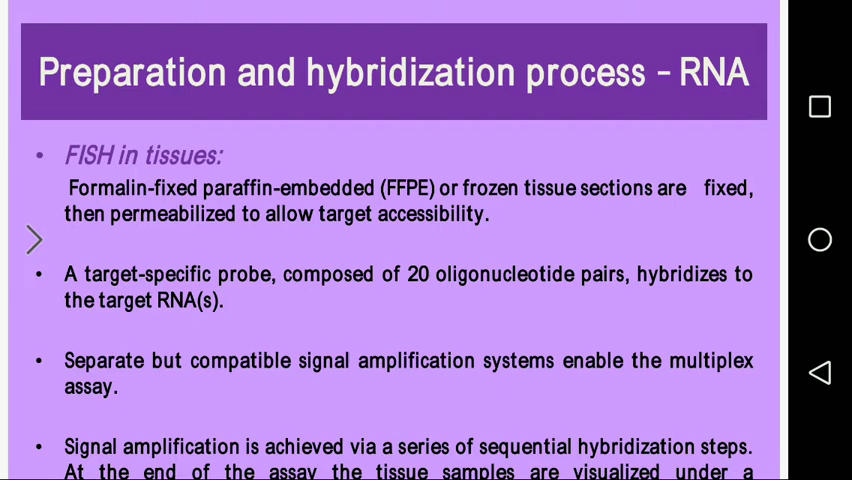 Preparation and hybridization process - RNA
• FISH in tissues:
Formalin-fixed paraffin-embedded (FFPE) or frozen tissue sections are fixed,
then permeabilized to allow target accessibility.
• A target-specific probe, composed of 20 oligonucleotide pairs, hybridizes to
the target RNA(s).
• Separate but compatible signal amplification systems enable the multiplex
assay.
• Signal amplification is achieved via a series of sequential hybridization steps.
At the end of the assay the tissue samples are visualized under a